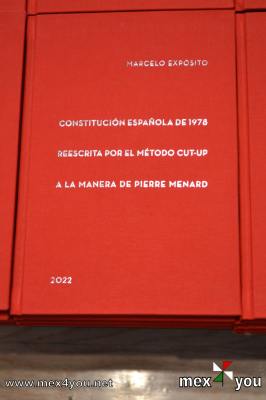 MARCELO EXPÓSITO
CONSTITUCIÓN ESPAÑOLA DE 1978
REESCRITA POR EL MÉTODO CUT-UP
A LA MANERA DE PIERRE MENARD
2022
www.mex4you.net
mex4you